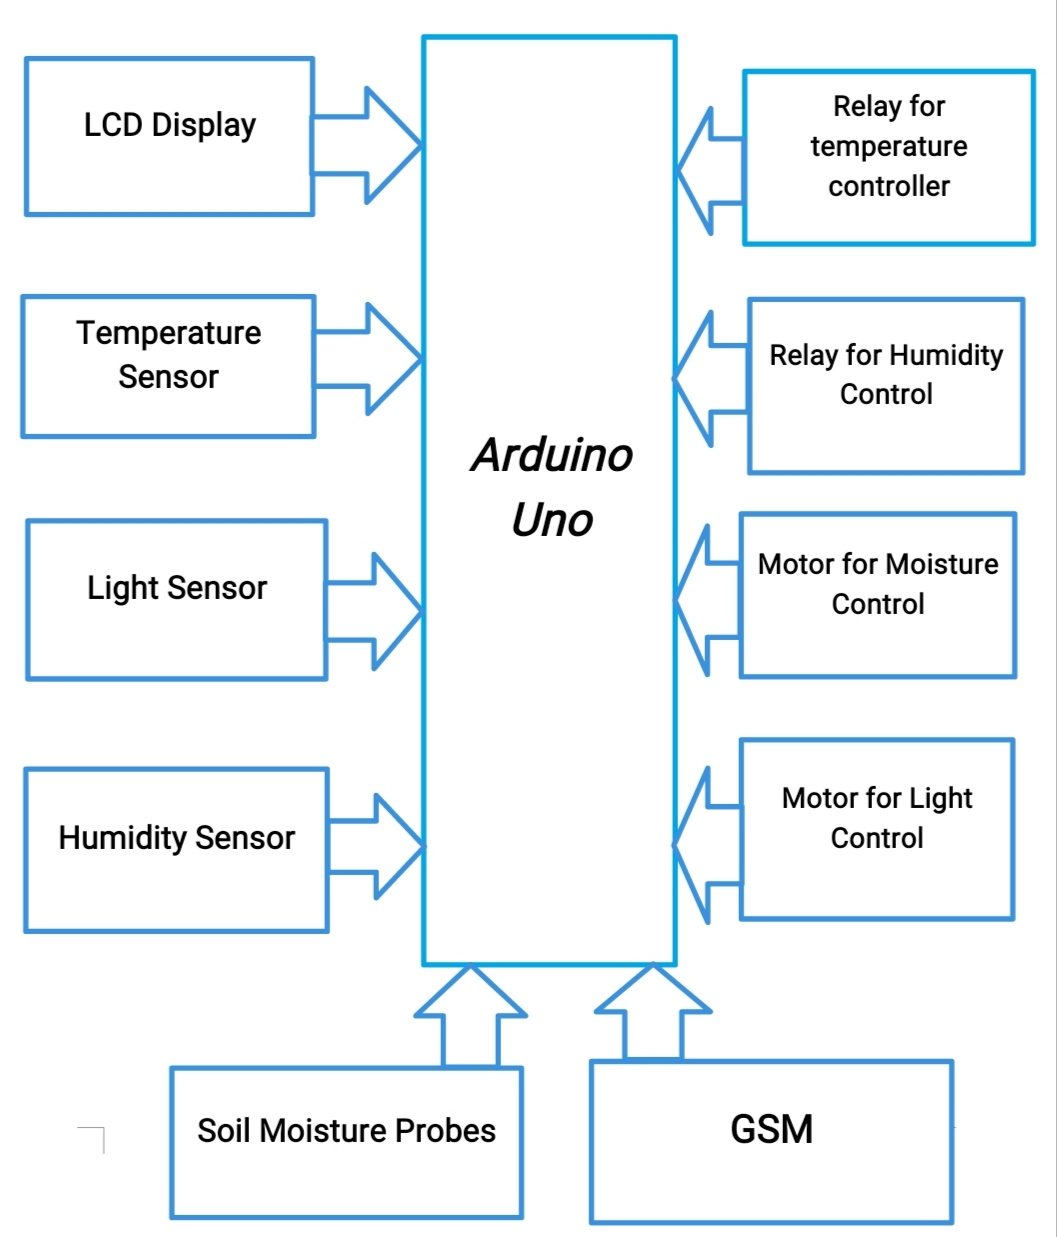 LCD Display
Temperature
Sensor
Light Sensor
Humidity Sensor
Arduino
Uno
Relay for
temperature
controller
Relay for Humidity
Control
Motor for Moisture
Control
Motor for Light
Control
Soil Moisture Probes
GSM